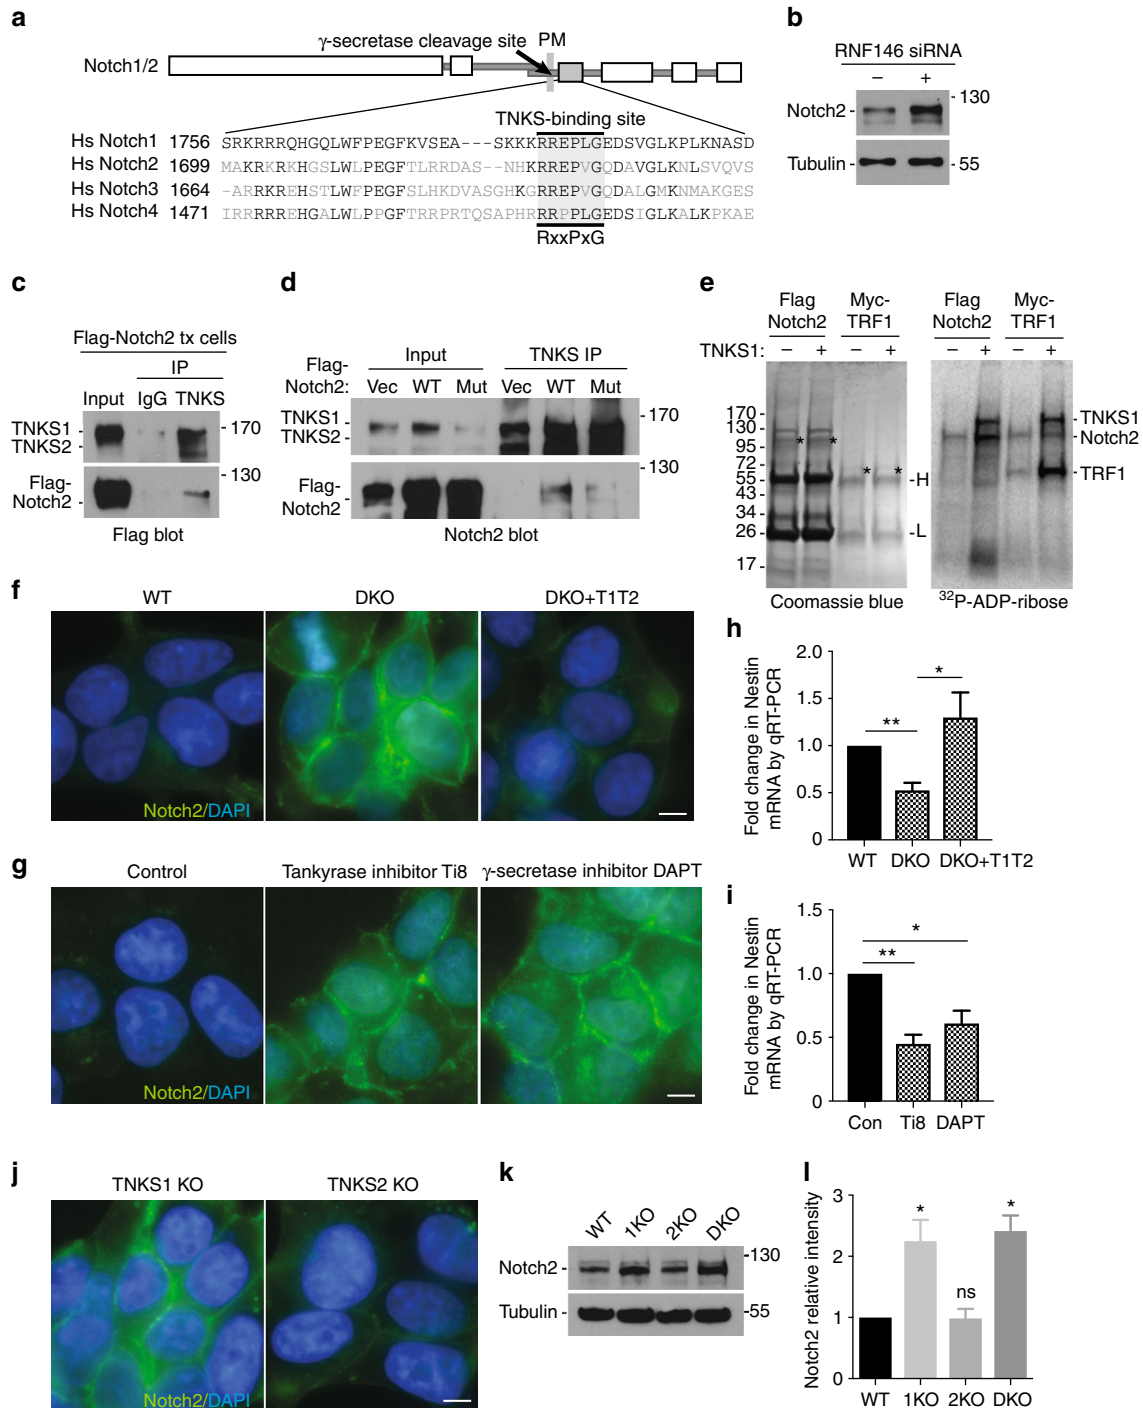 a
γ-secretase cleavage site PM
Notch1/2
TNKS-binding site
Hs Notch1 1756 SRKRRRQHGQLWFPEGFKVSEA---SKKKRREPLGEDSVGLKPLKNASD
Hs Notch2 1699 MAKRKRKHGSLWLPEGFTLRRDAS--NHKRREPVGQDAVGLKNLSVQVS
Hs Notch3 1664 -ARRKREHSTLWFPEGFSLHKDVASGHKGRREPVGQDALGMKNMAKGES
Hs Notch4 1471 IRRRRREHGALWLPPGFTRRPRTQSAPHRRRPPLGEDSIGLKALKPKAE
RxxPxG
b
RNF146 siRNA
– +
Notch2 130
Tubulin 55
c
Flag-Notch2 tx cells
IP
Input IgG TNKS
TNKS1
TNKS2
170
130
Flag-
Notch2
Flag blot
d
Input TNKS IP
Flag-
Notch2: Vec WT Mut Vec WT Mut
TNKS1
TNKS2
170
130
Flag-
Notch2
Notch2 blot
e
Flag Myc- Flag Myc-
Notch2 TRF1 Notch2 TRF1
TNKS1: – + – + – + – +
170
130
95
72
55
43
34
26
17
* * * *
H
L
TNKS1
Notch2
TRF1
Coomassie blue ³²P-ADP-ribose
f
WT DKO DKO+T1T2
Notch2/DAPI
g
Control Tankyrase inhibitor Ti8 γ-secretase inhibitor DAPT
Notch2/DAPI
h
Fold change in Nestin
mRNA by qRT-PCR
2.0
1.5
1.0
0.5
0
** *
WT DKO DKO+T1T2
i
Fold change in Nestin
mRNA by qRT-PCR
1.5
1.0
0.5
0
*
**
Con Ti8 DAPT
j
TNKS1 KO TNKS2 KO
Notch2/DAPI
k
WT 1KO 2KO DKO
Notch2 130
Tubulin 55
l
Notch2 relative intensity
3
2
1
0
* ns *
WT 1KO 2KO DKO